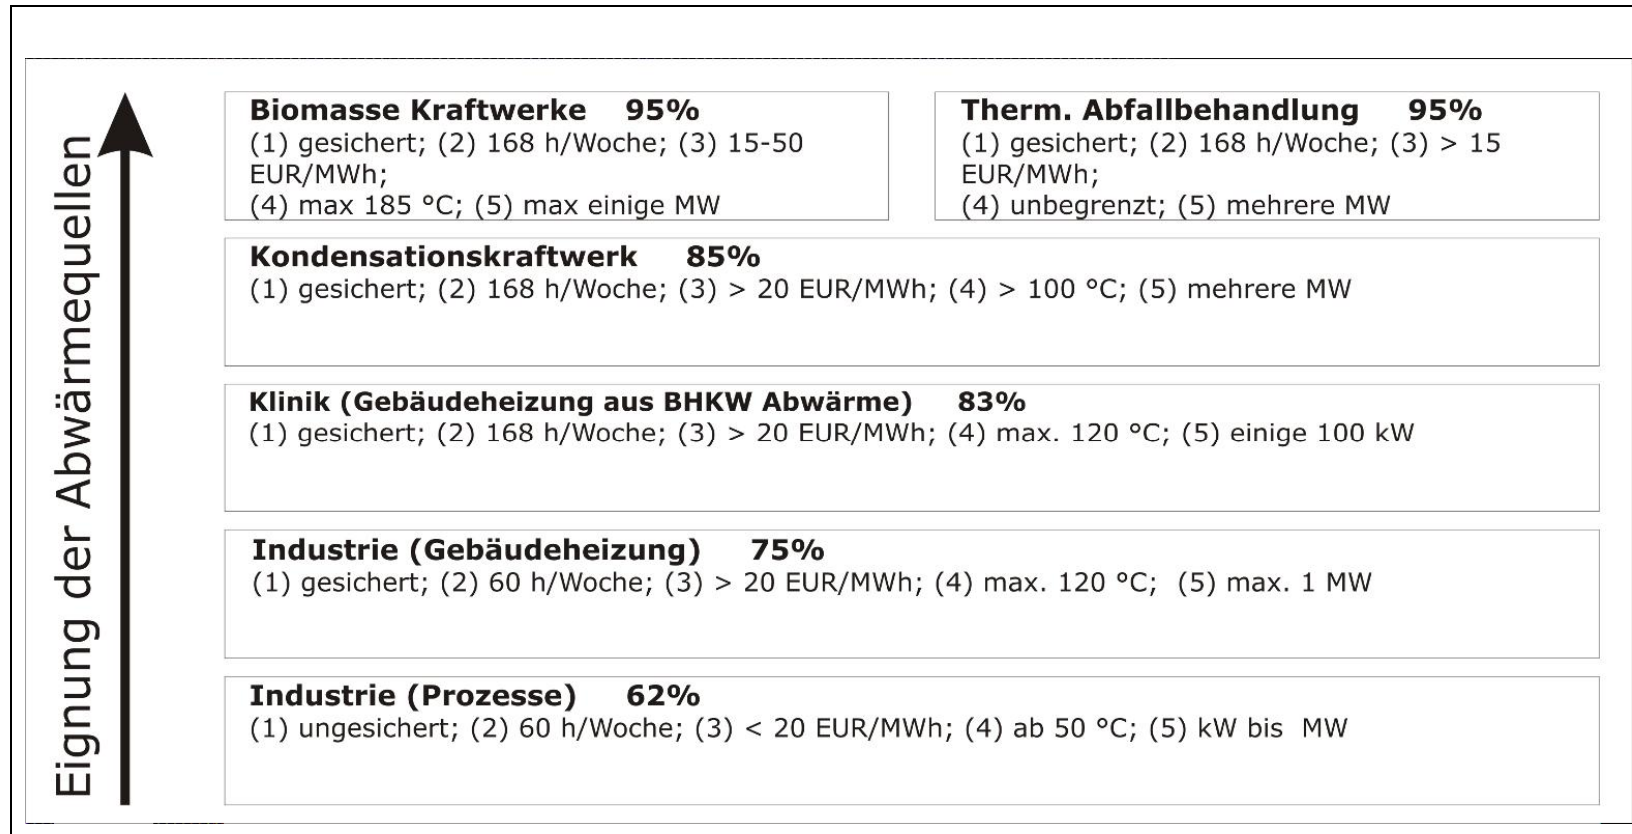 Eignung der Abwärmequellen
Biomasse Kraftwerke 95%
(1) gesichert; (2) 168 h/Woche; (3) 15-50
EUR/MWh;
(4) max 185 °C; (5) max einige MW
Therm. Abfallbehandlung 95%
(1) gesichert; (2) 168 h/Woche; (3) > 15
EUR/MWh;
(4) unbegrenzt; (5) mehrere MW
Kondensationskraftwerk 85%
(1) gesichert; (2) 168 h/Woche; (3) > 20 EUR/MWh; (4) > 100 °C; (5) mehrere MW
Klinik (Gebäudeheizung aus BHKW Abwärme) 83%
(1) gesichert; (2) 168 h/Woche; (3) > 20 EUR/MWh; (4) max. 120 °C; (5) einige 100 kW
Industrie (Gebäudeheizung) 75%
(1) gesichert; (2) 60 h/Woche; (3) > 20 EUR/MWh; (4) max. 120 °C; (5) max. 1 MW
Industrie (Prozesse) 62%
(1) ungesichert; (2) 60 h/Woche; (3) < 20 EUR/MWh; (4) ab 50 °C; (5) kW bis MW